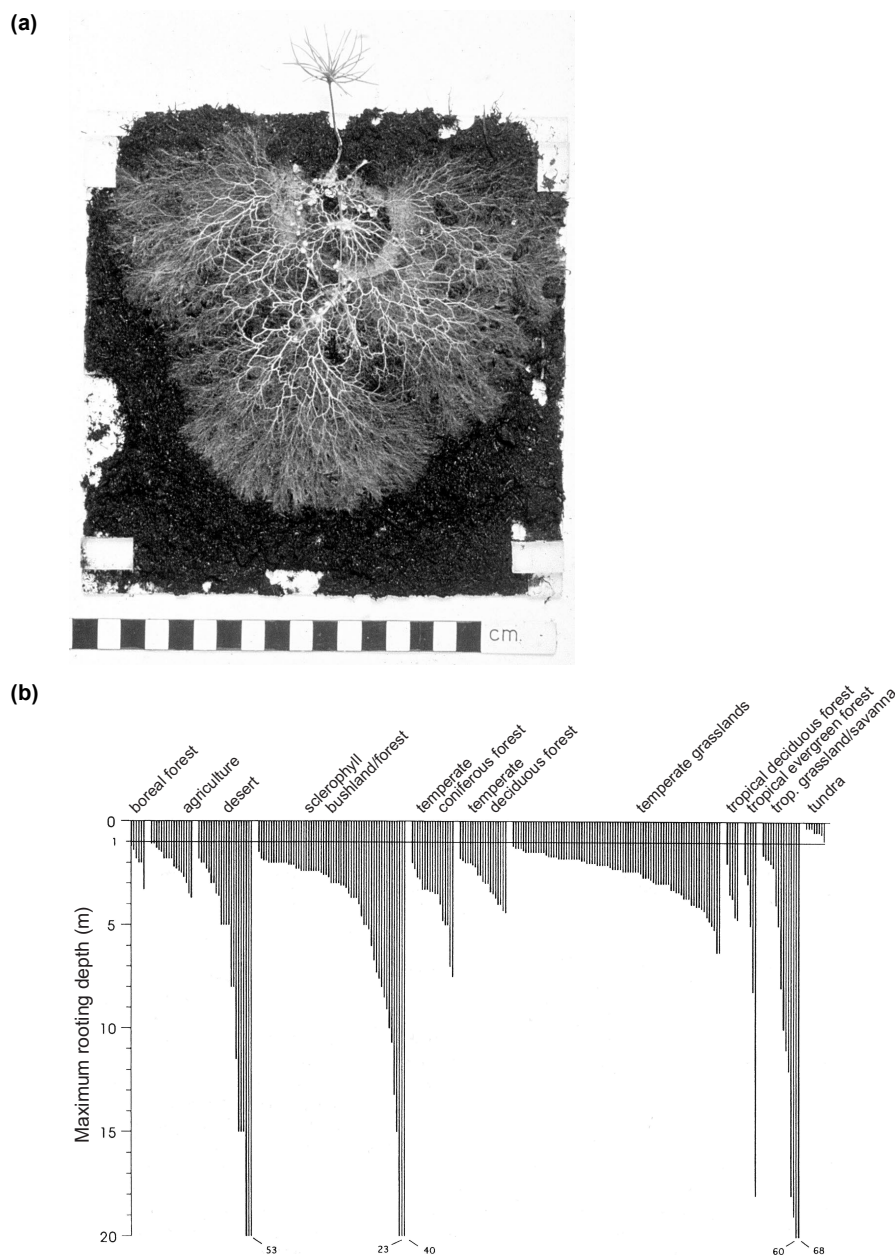 (a)
cm.
(b)
boreal forest
agriculture
desert
sclerophyll
bushland/forest
temperate
coniferous forest
temperate
deciduous forest
temperate grasslands
tropical deciduous forest
tropical evergreen forest
trop. grassland/savanna
tundra
Maximum rooting depth (m)
0
1
5
10
15
20
53
23
40
60
68